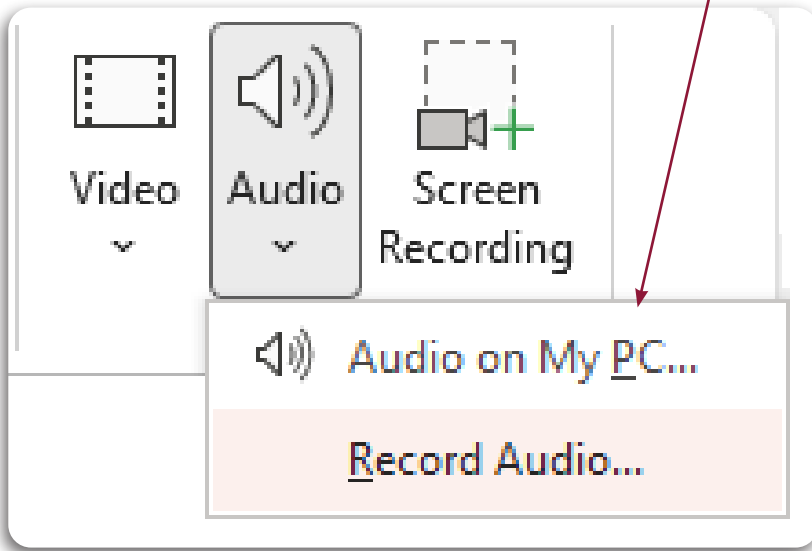 Video
Audio
Screen
Recording
Audio on My PC...
Record Audio...